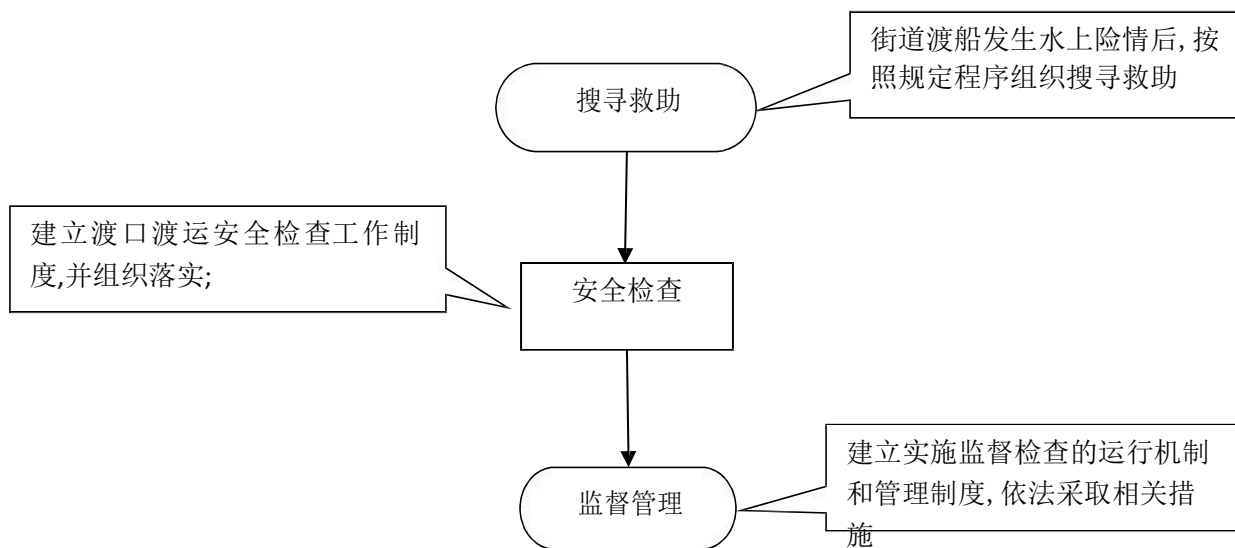 街道渡船发生水上险情后,按
照规定程序组织搜寻救助
搜寻救助
建立渡口渡运安全检查工作制
度,并组织落实;
安全检查
建立实施监督检查的运行机制
和管理制度,依法采取相关措
施
监督管理